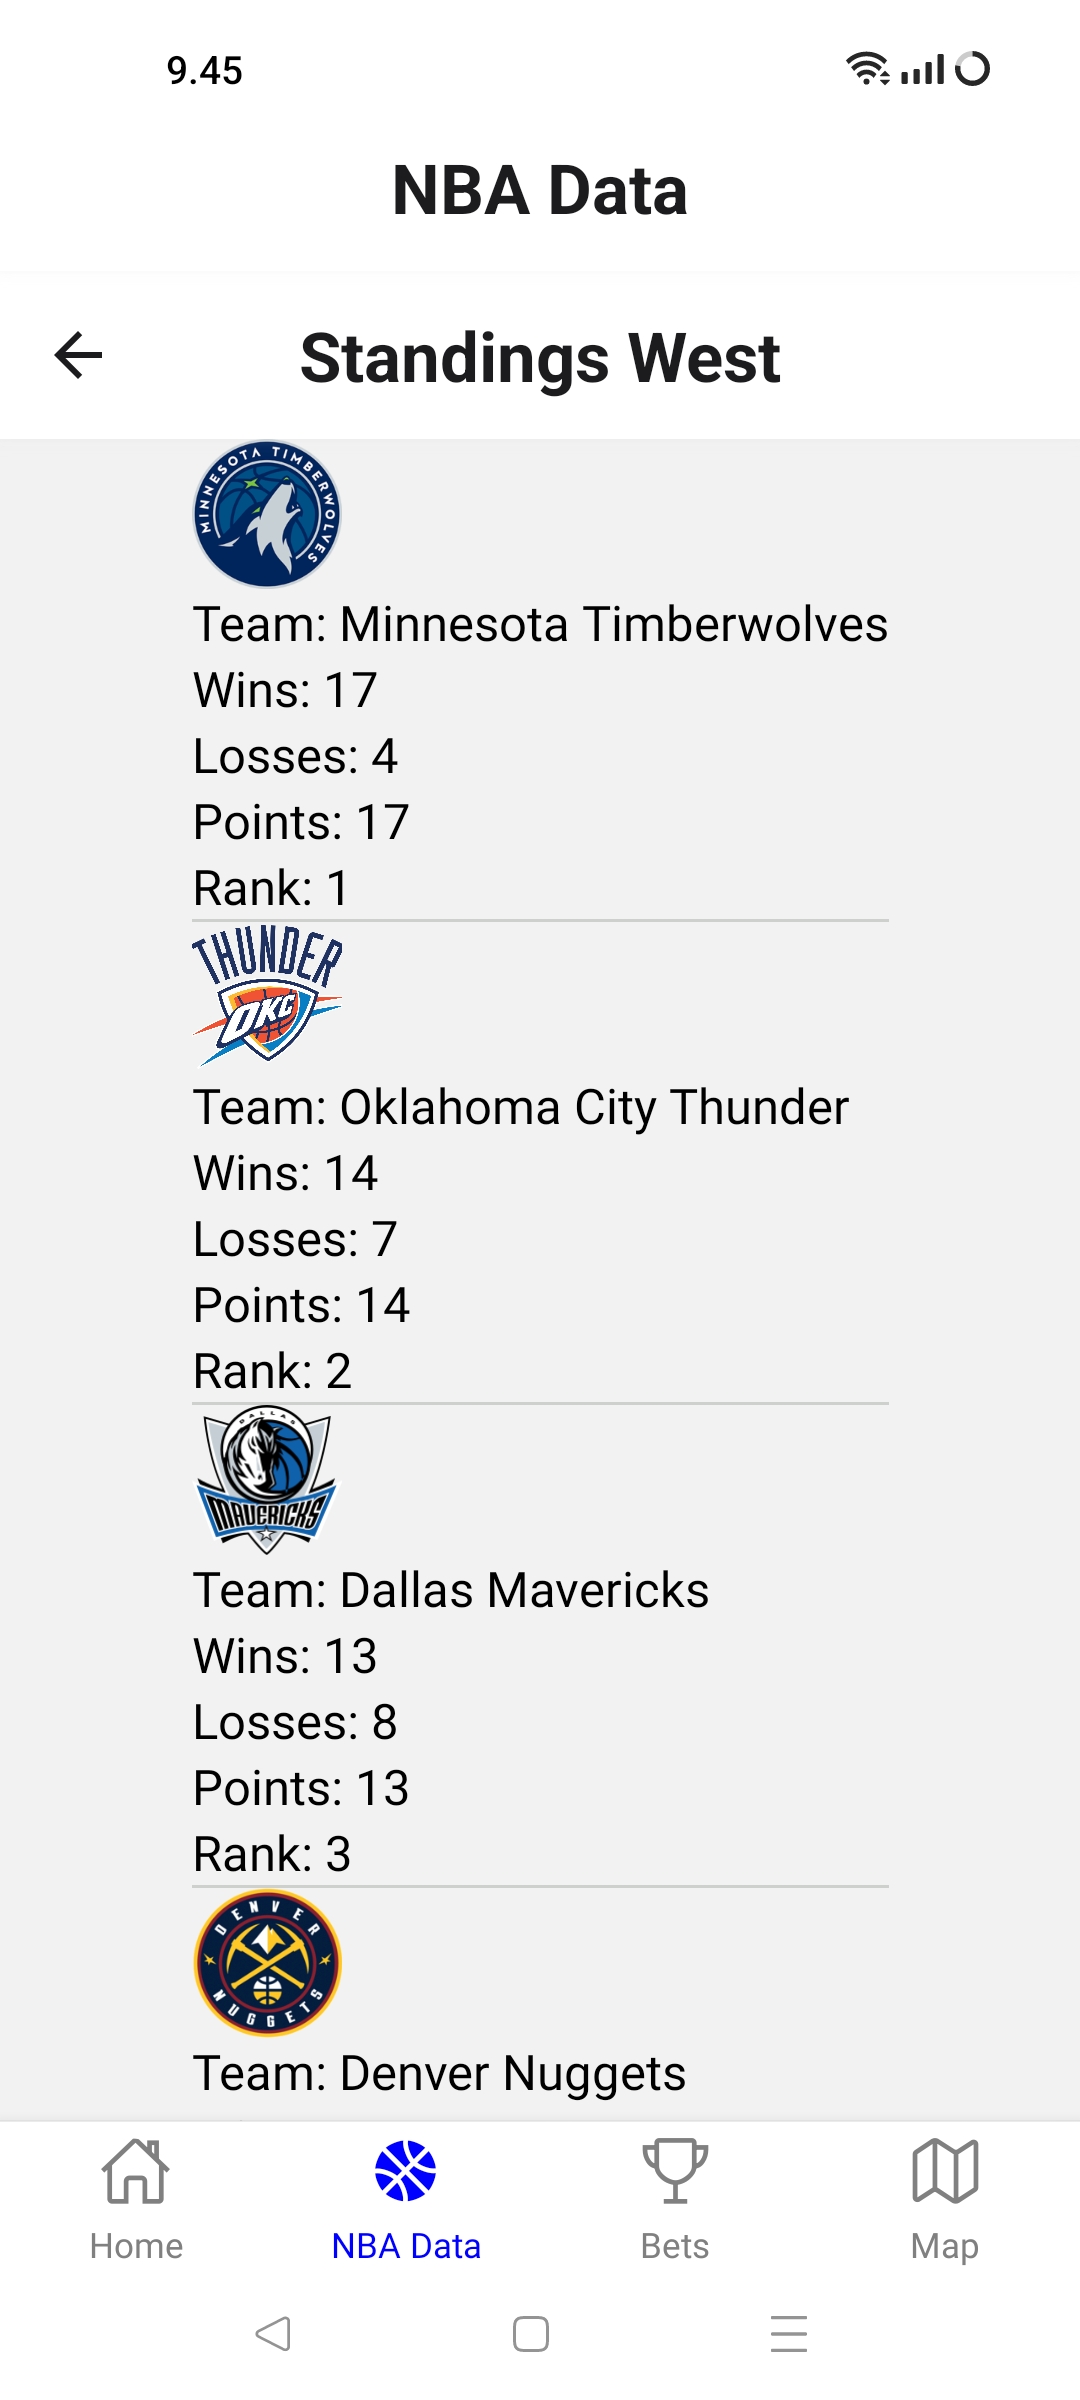 9.45
NBA Data
Standings West
MINNESOTA TIMBERWOLVES
Team: Minnesota Timberwolves
Wins: 17
Losses: 4
Points: 17
Rank: 1
THUNDER
OKC
Team: Oklahoma City Thunder
Wins: 14
Losses: 7
Points: 14
Rank: 2
DALLAS
MAVERICKS
Team: Dallas Mavericks
Wins: 13
Losses: 8
Points: 13
Rank: 3
DENVER
NUGGETS
Team: Denver Nuggets
Home
NBA Data
Bets
Map